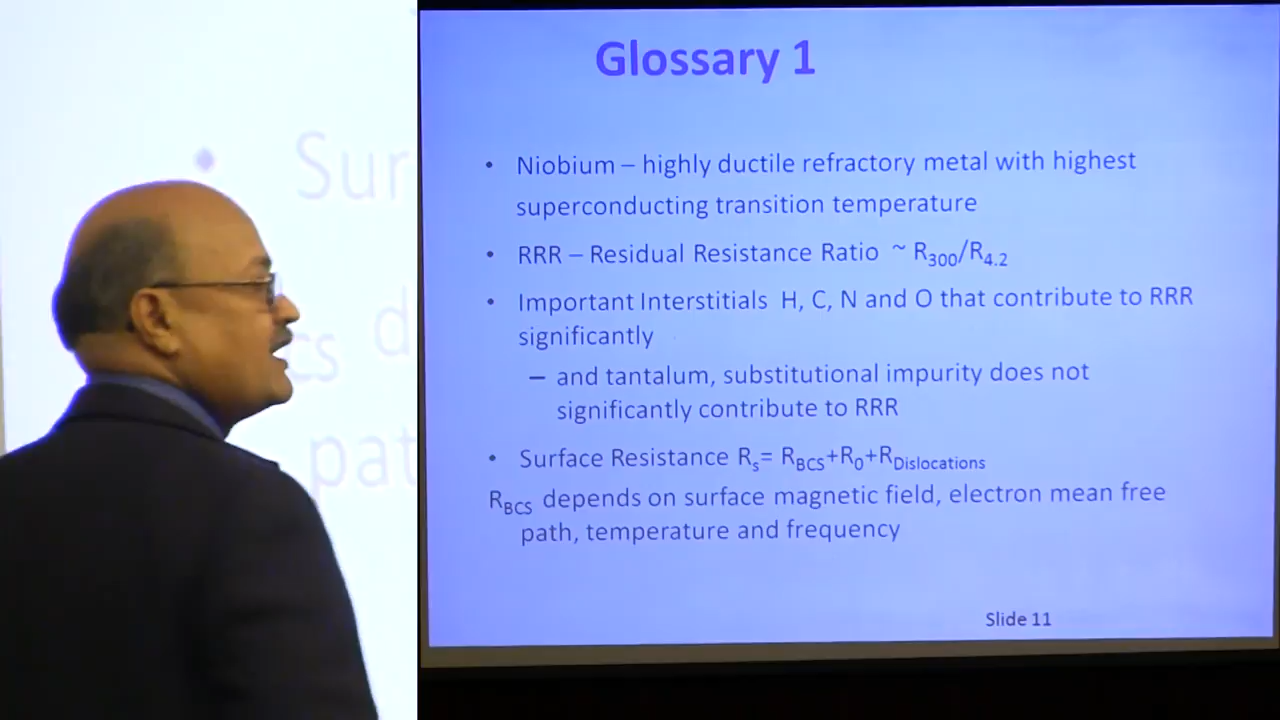 Glossary 1
• Niobium – highly ductile refractory metal with highest
superconducting transition temperature
• RRR – Residual Resistance Ratio ~ R300/R4.2
• Important Interstitials H, C, N and O that contribute to RRR
significantly
– and tantalum, substitutional impurity does not
significantly contribute to RRR
• Surface Resistance Rs= RBCS+R0+RDislocations
RBCS depends on surface magnetic field, electron mean free
path, temperature and frequency
Slide 11
• Sur
CS d
pat